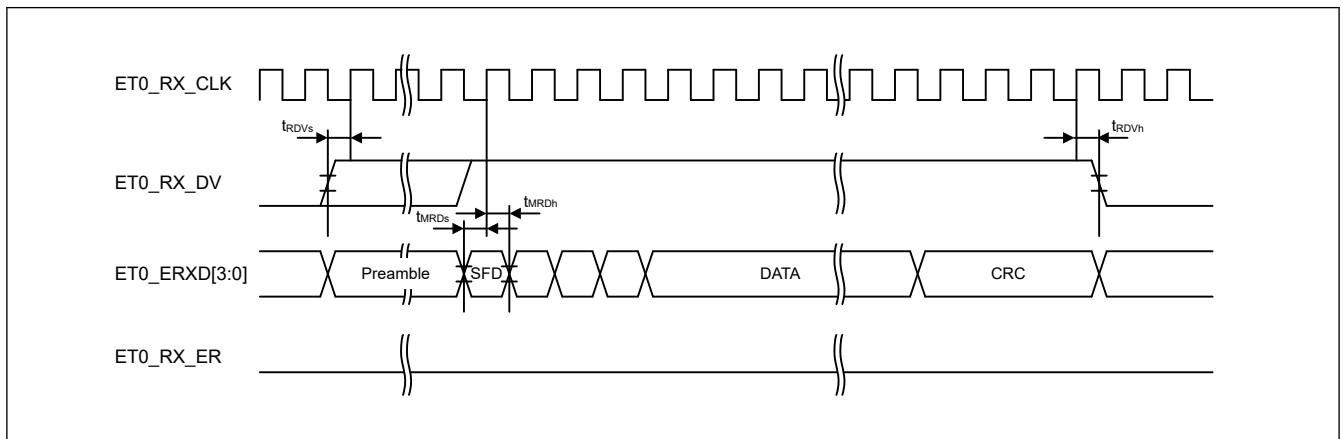 ET0_RX_CLK
tRDVs
tRDVh
ET0_RX_DV
tMRDs
tMRDh
ET0_ERXD[3:0]
Preamble
SFD
DATA
CRC
ET0_RX_ER